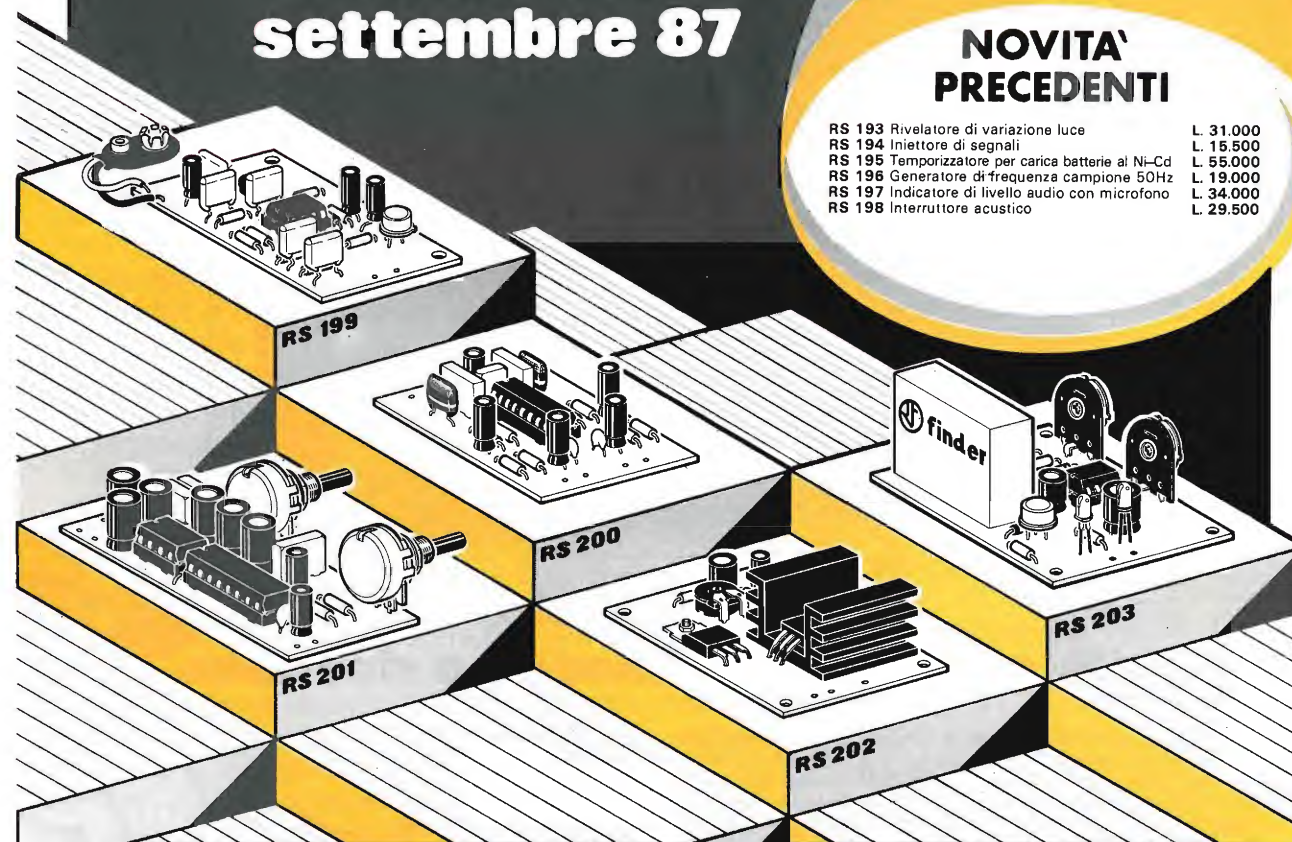 settembre 87
NOVITA'
PRECEDENTI
RS 193 Rivelatore di variazione luce L. 31.000
RS 194 Iniettore di segnali L. 15.500
RS 195 Temporizzatore per carica batterie al Ni-Cd L. 55.000
RS 196 Generatore di frequenza campione 50Hz L. 19.000
RS 197 Indicatore di livello audio con microfono L. 34.000
RS 198 Interruttore acustico L. 29.500
RS 199
finder
RS 200
RS 203
RS 201
RS 202